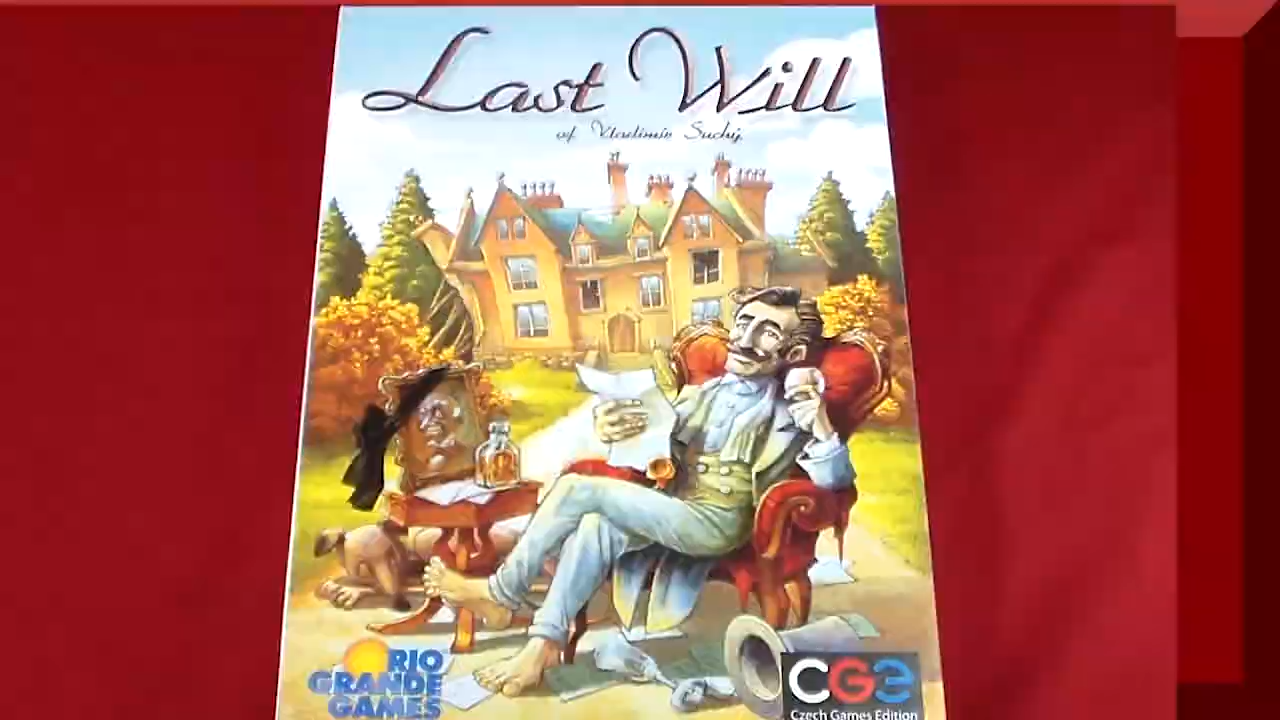 Last Will
of Vladimír Suchý
RIO
GRANDE
GAMES
CGE
Czech Games Edition